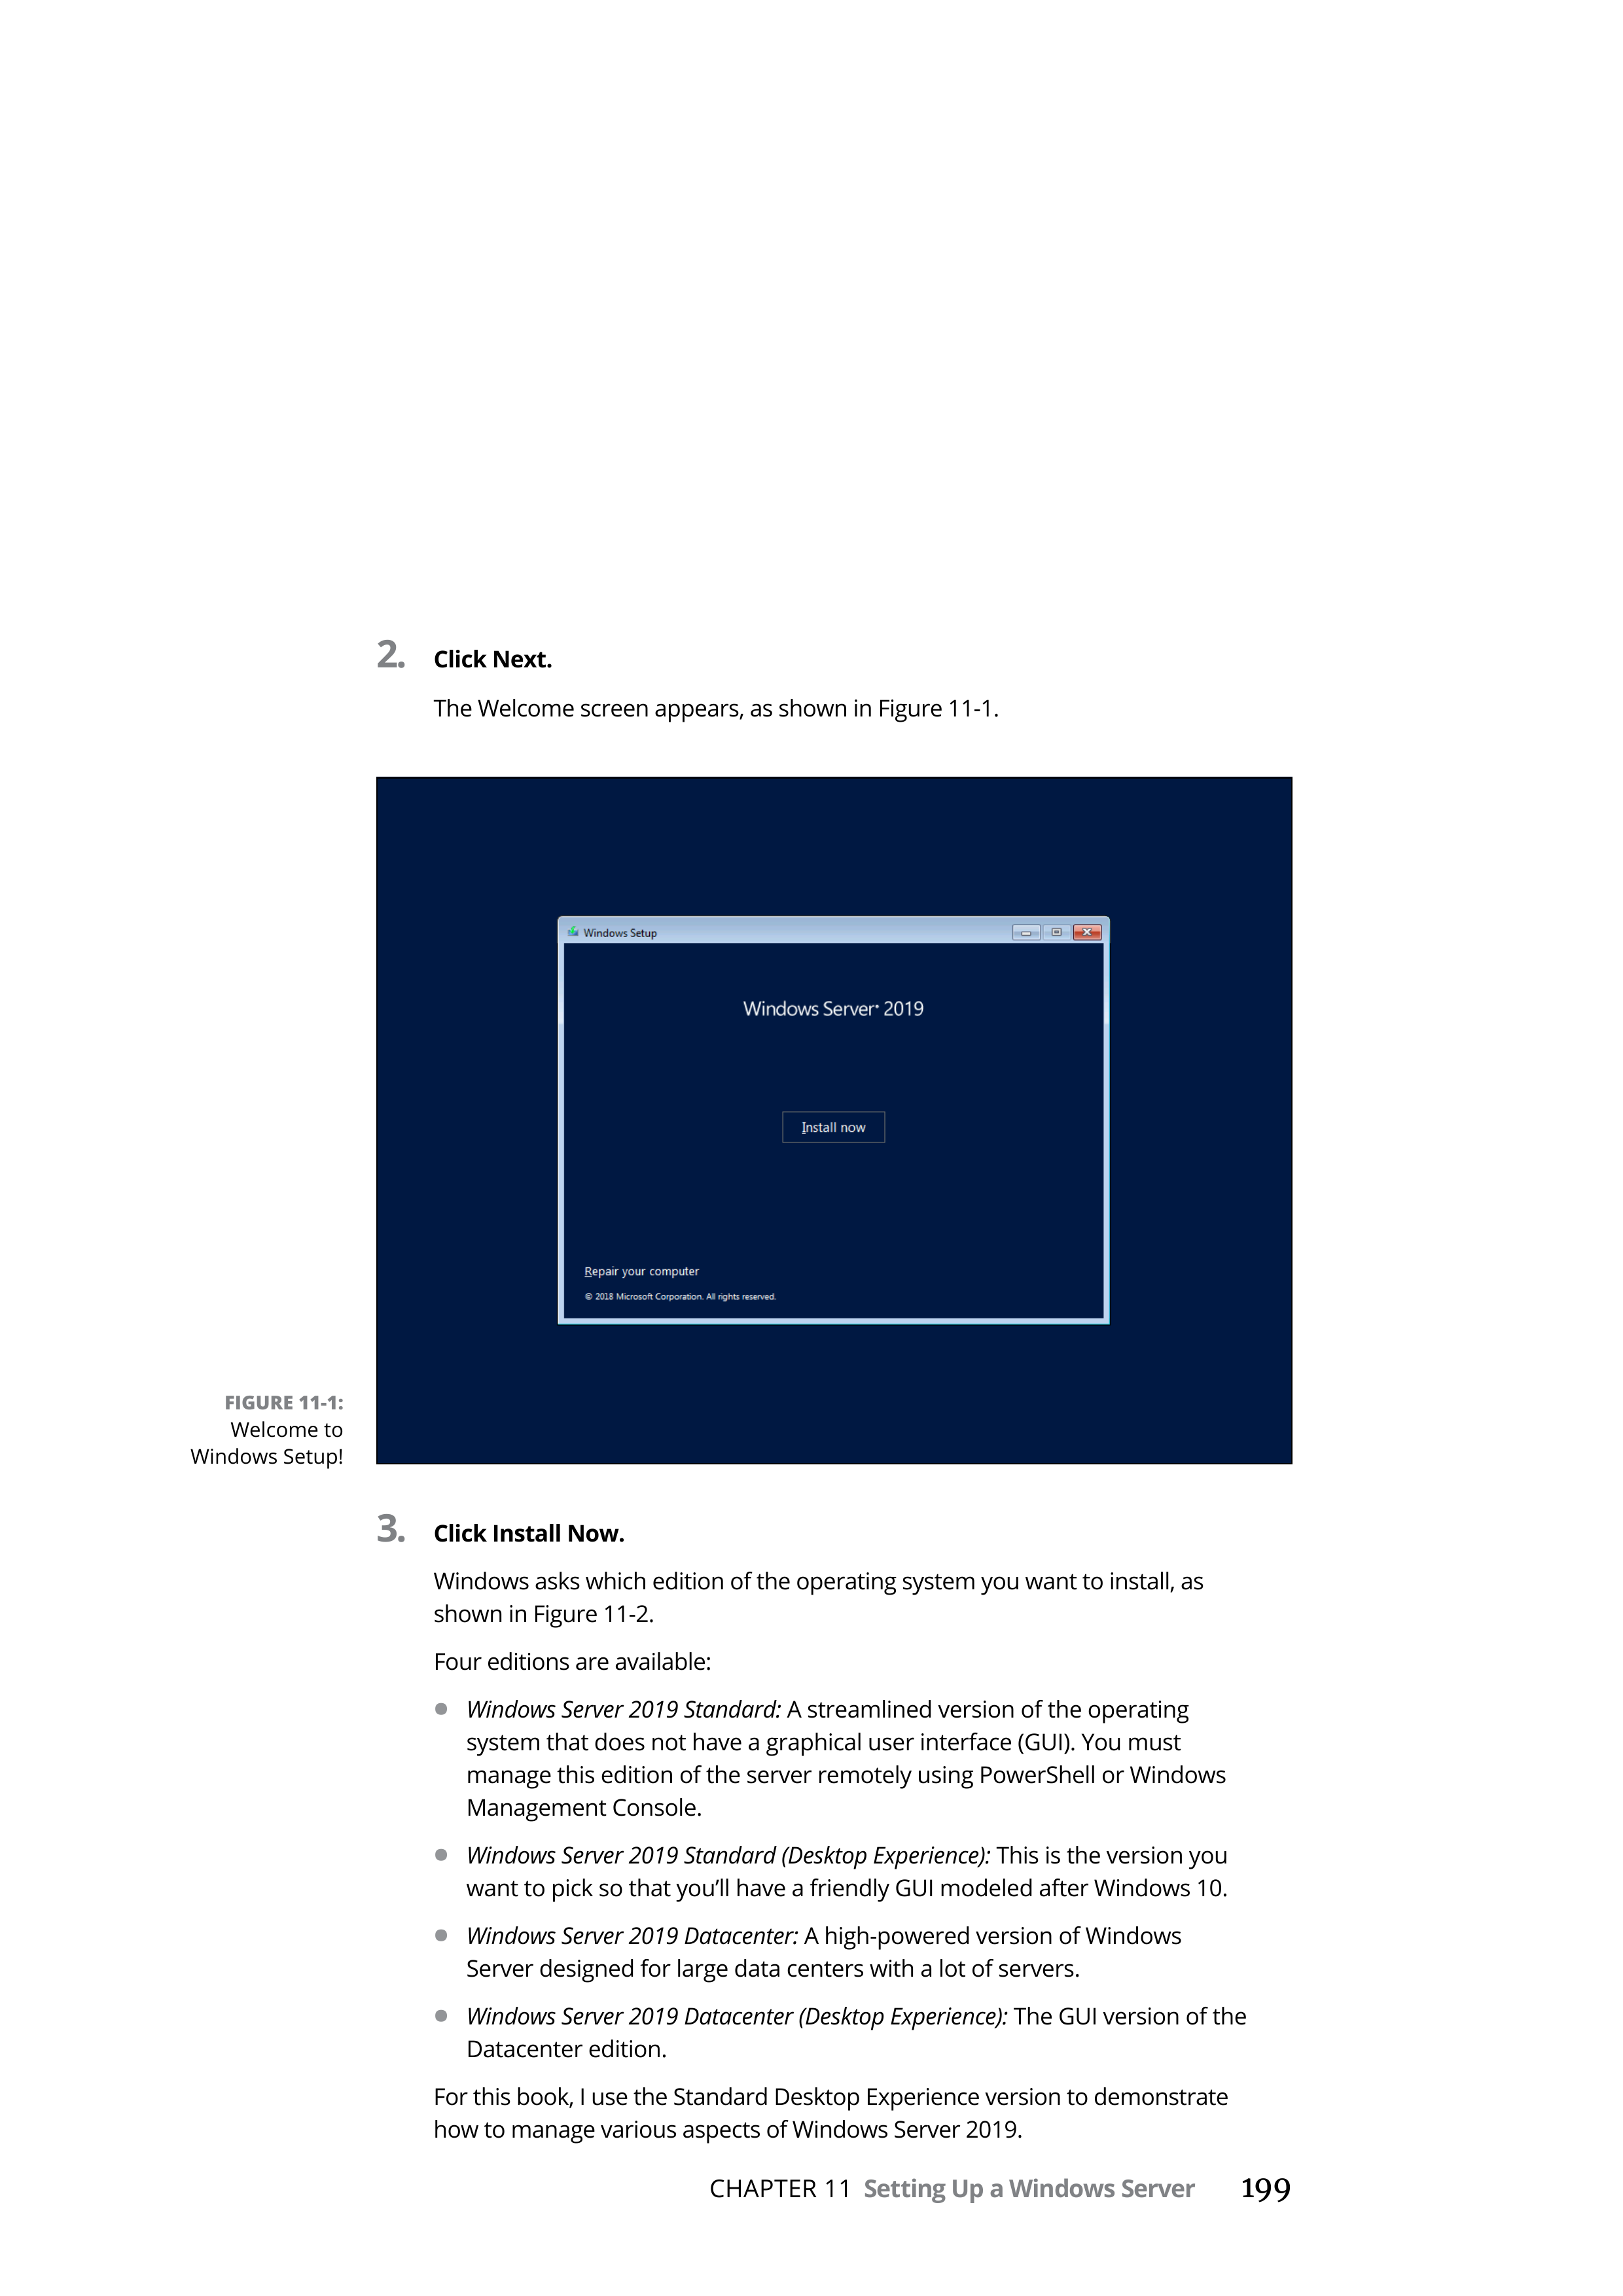 2. Click Next.
The Welcome screen appears, as shown in Figure 11-1.
Windows Setup
Windows Server• 2019
Install now
Repair your computer
© 2018 Microsoft Corporation. All rights reserved.
FIGURE 11-1:
Welcome to
Windows Setup!
3. Click Install Now.
Windows asks which edition of the operating system you want to install, as
shown in Figure 11-2.
Four editions are available:
• Windows Server 2019 Standard: A streamlined version of the operating
system that does not have a graphical user interface (GUI). You must
manage this edition of the server remotely using PowerShell or Windows
Management Console.
• Windows Server 2019 Standard (Desktop Experience): This is the version you
want to pick so that you’ll have a friendly GUI modeled after Windows 10.
• Windows Server 2019 Datacenter: A high-powered version of Windows
Server designed for large data centers with a lot of servers.
• Windows Server 2019 Datacenter (Desktop Experience): The GUI version of the
Datacenter edition.
For this book, I use the Standard Desktop Experience version to demonstrate
how to manage various aspects of Windows Server 2019.
CHAPTER 11 Setting Up a Windows Server 199